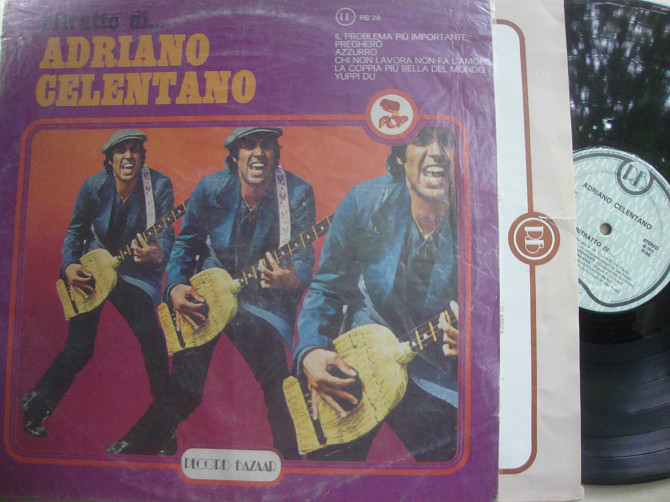 ritratto di...
ADRIANO
CELENTANO
RB 29
IL PROBLEMA PIÙ IMPORTANTE
PREGHERÒ
AZZURRO
CHI NON LAVORA NON FA L'AMORE
LA COPPIA PIÙ BELLA DEL MONDO
YUPPI DU
POP
RECORD BAZAAR
ADRIANO CELENTANO
RITRATTO DI...
STEREO